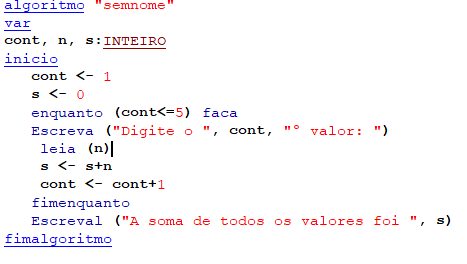 algoritmo "semnome"
var
cont, n, s:INTEIRO
inicio
cont <- 1
s <- 0
enquanto (cont<=5) faca
Escreva ("Digite o ", cont, "° valor: ")
leia (n)
s <- s+n
cont <- cont+1
fimenquanto
Escreval ("A soma de todos os valores foi ", s)
fimalgoritmo